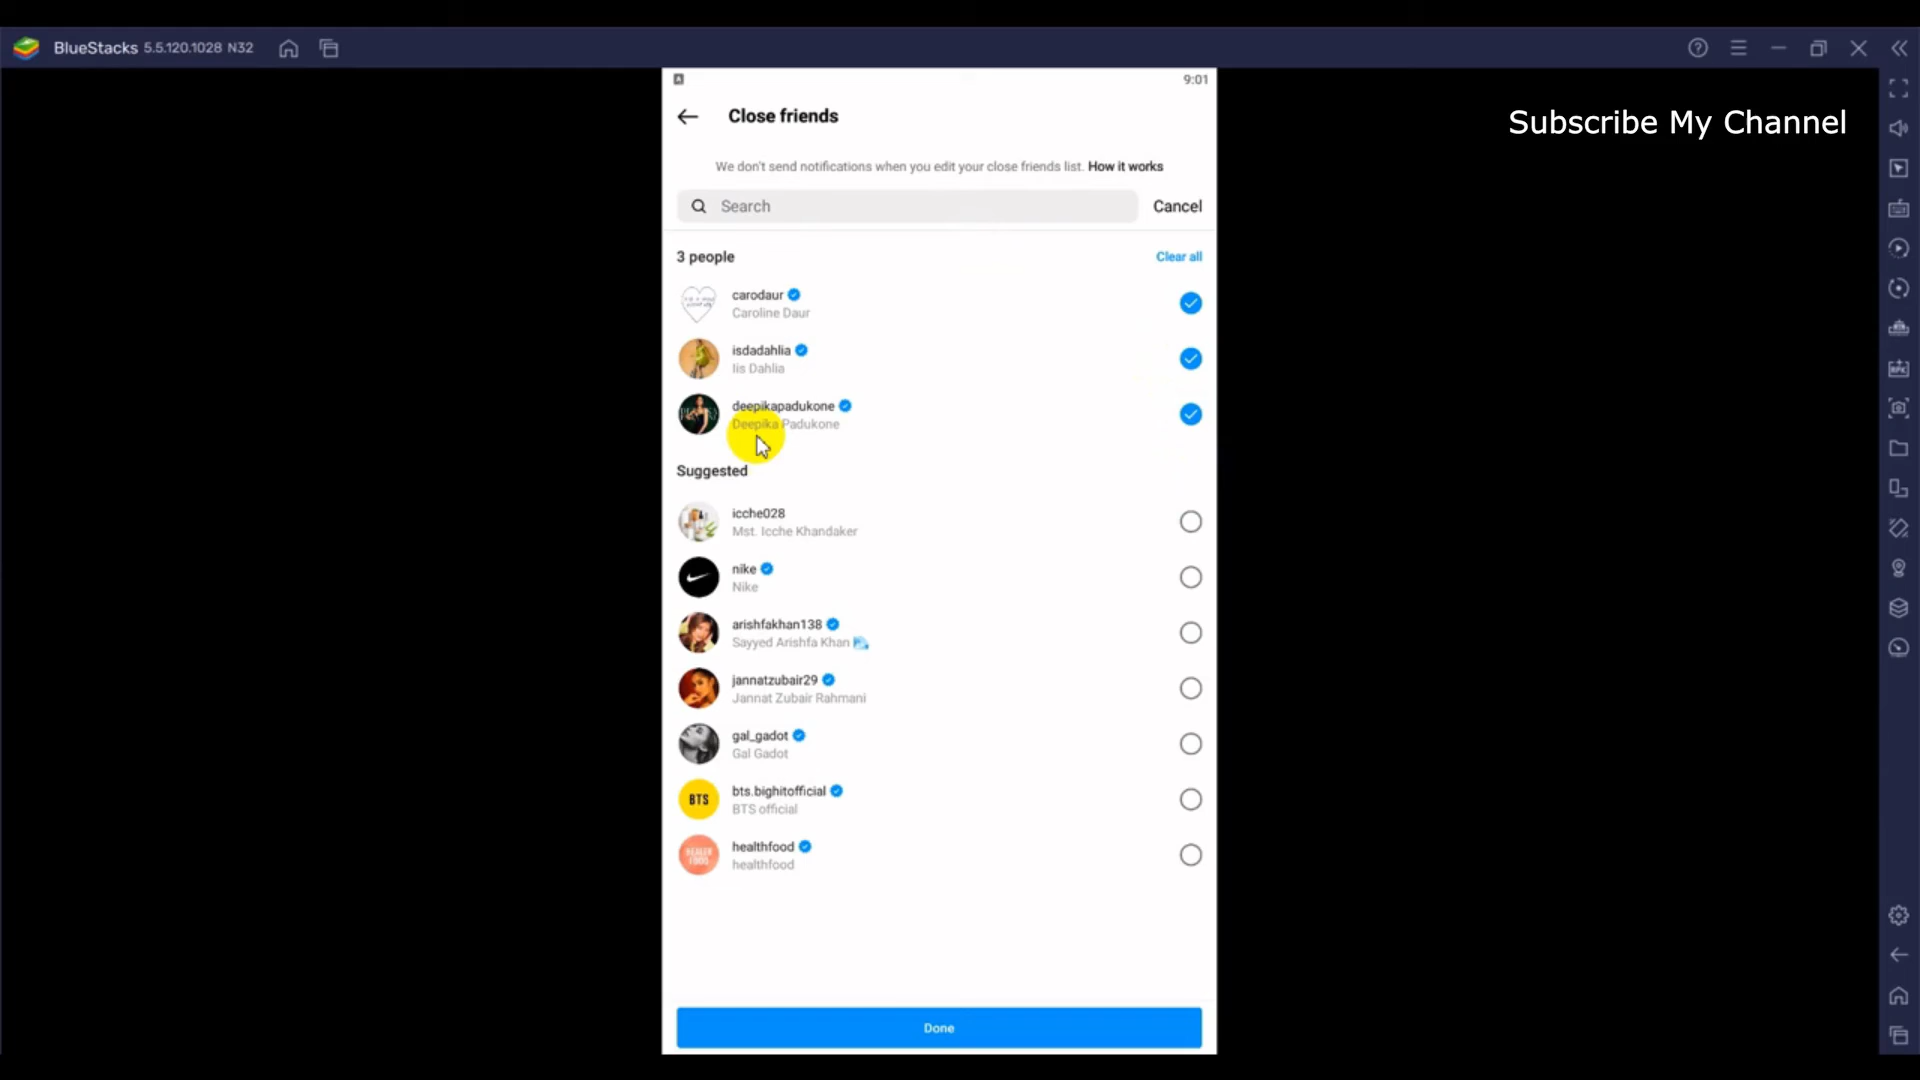 BlueStacks 5.5.120.1028 N32
9:01
Subscribe My Channel
Close friends
We don't send notifications when you edit your close friends list. How it works
Search
Cancel
3 people
Clear all
carodaur
Caroline Daur
isdadahlia
Iis Dahlia
deepikapadukone
Deepika Padukone
Suggested
icche028
Mst. Icche Khandaker
nike
Nike
arishfakhan138
Sayyed Arishfa Khan
jannatzubair29
Jannat Zubair Rahmani
gal_gadot
Gal Gadot
BTS
bts.bighitofficial
BTS official
healthfood
healthfood
Done